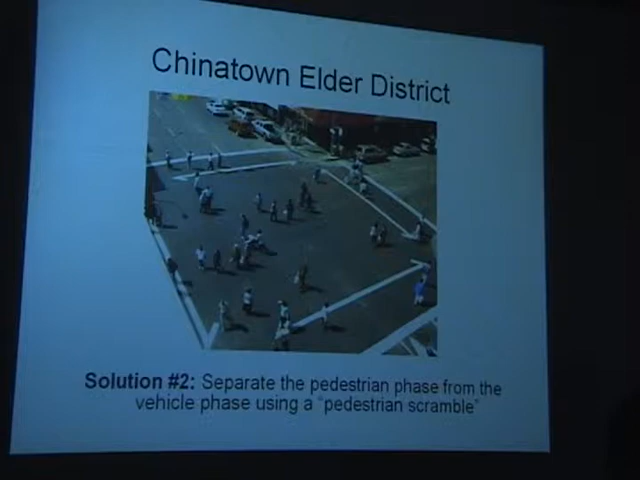 Chinatown Elder District
Solution #2: Separate the pedestrian phase from the
vehicle phase using a "pedestrian scramble"